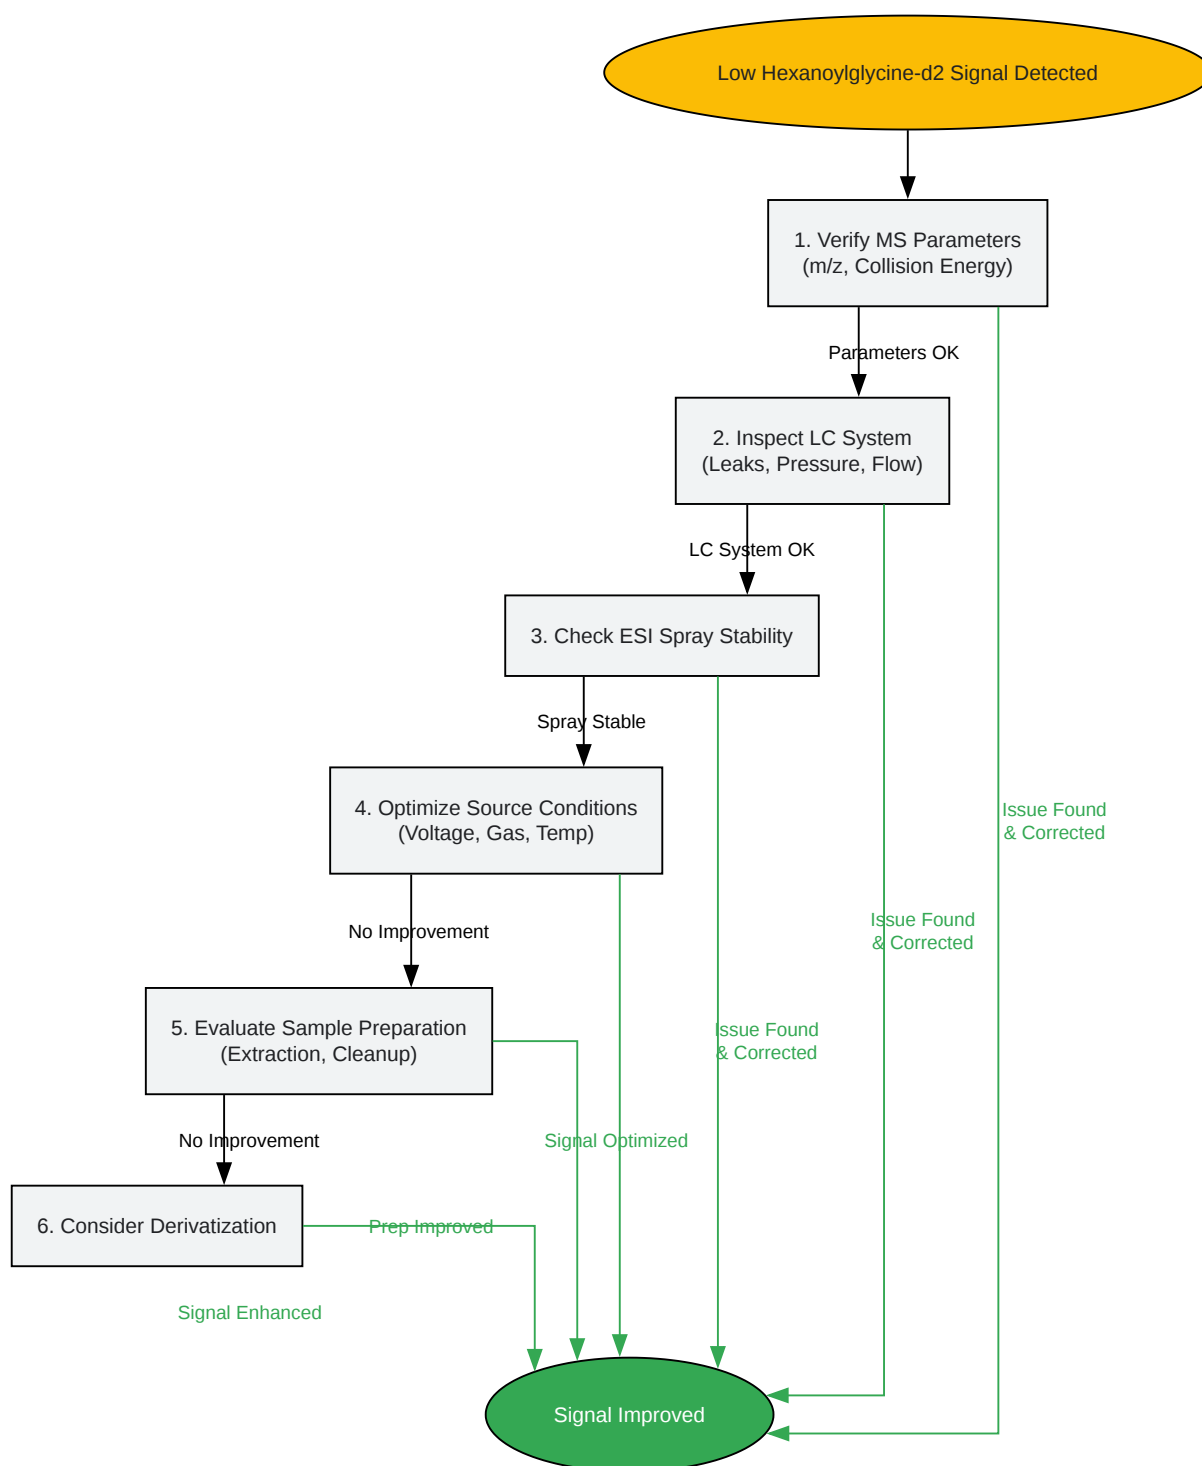 Low Hexanoylglycine-d2 Signal Detected
1. Verify MS Parameters
(m/z, Collision Energy)
Parameters OK
2. Inspect LC System
(Leaks, Pressure, Flow)
LC System OK
3. Check ESI Spray Stability
Spray Stable
4. Optimize Source Conditions
(Voltage, Gas, Temp)
Issue Found
& Corrected
No Improvement
Issue Found
& Corrected
5. Evaluate Sample Preparation
(Extraction, Cleanup)
Issue Found
& Corrected
No Improvement
Signal Optimized
6. Consider Derivatization
Prep Improved
Signal Enhanced
Signal Improved